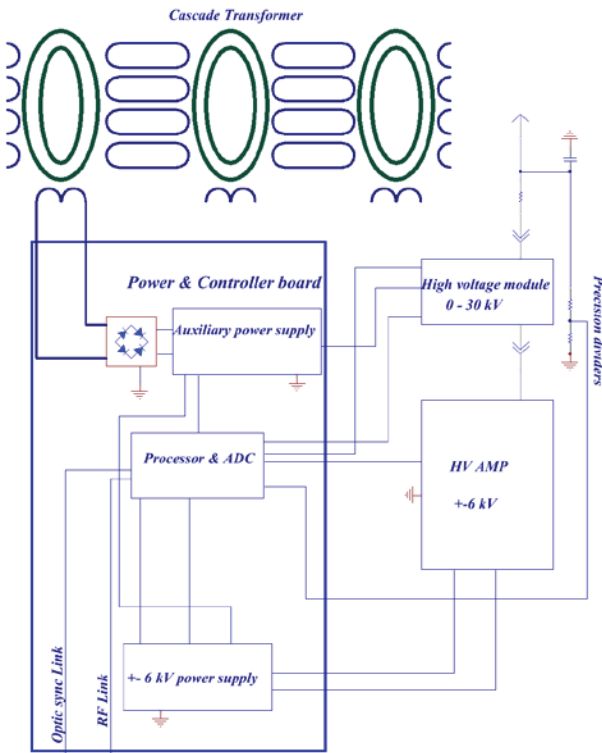 Cascade Transformer
Power & Controller board
High voltage module
0 - 30 kV
Precision dividers
Auxiliary power supply
Processor & ADC
HV AMP
+-6 kV
+- 6 kV power supply
Optic sync Link
RF Link